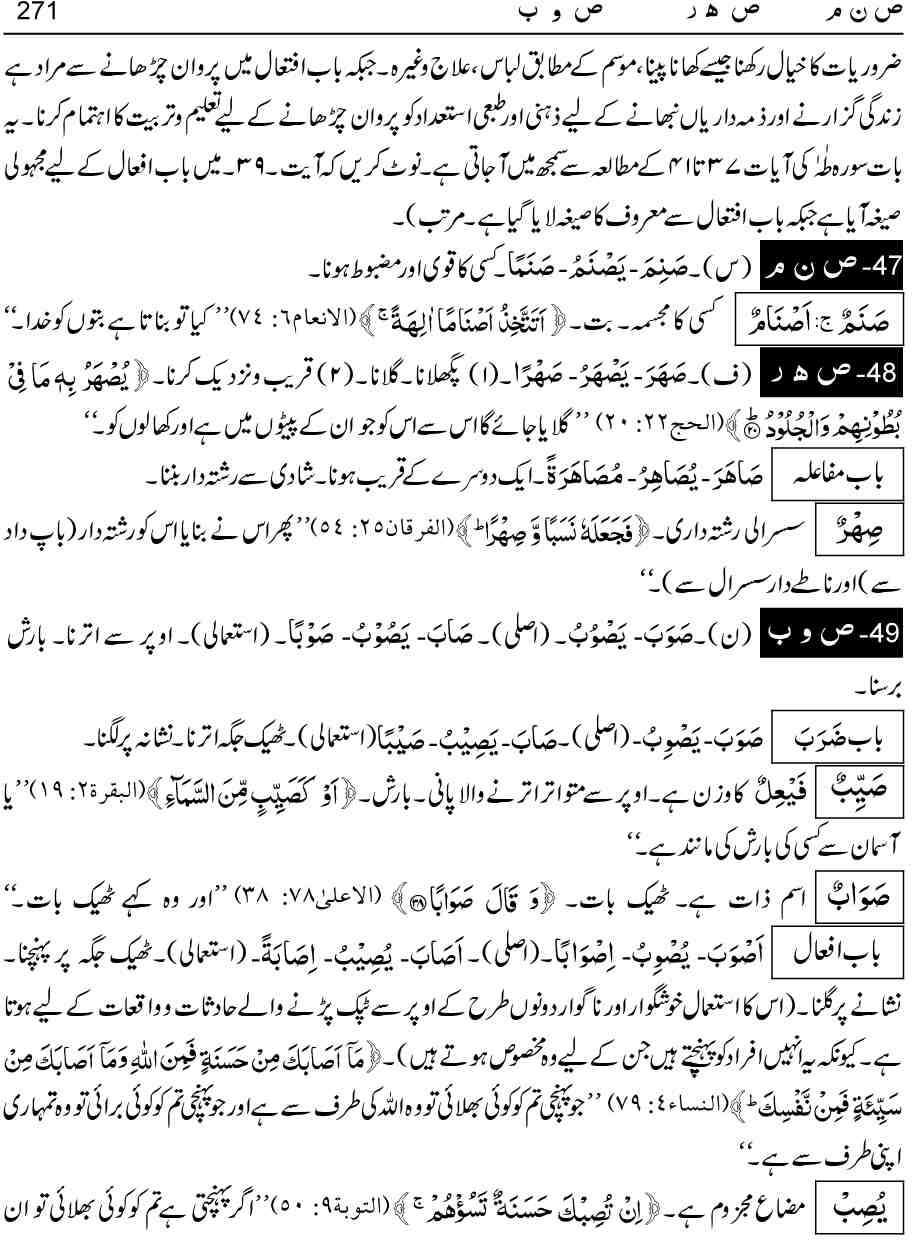 ص ن م ص ھ ر ص و ب 271
ضروریات کا خیال رکھنا جیسے کھانا پینا، موسم کے مطابق لباس، علاج وغیرہ۔ جبکہ باب افتعال میں پروان چڑھانے سے مراد ہے
زندگی گزارنے اور ذمہ داریاں نبھانے کے لیے ذہنی اور طبعی استعداد کو پروان چڑھانے کے لیے تعلیم و تربیت کا اہتمام کرنا۔ یہ
بات سورہ طٰہٰ کی آیات ۳۷ تا ۴۱ کے مطالعہ سے سمجھ میں آ جاتی ہے۔ نوٹ کریں کہ آیت۔ ۳۹۔ میں باب افعال کے لیے مجہولی
صیغہ آیا ہے جبکہ باب افتعال سے معروف کا صیغہ لایا گیا ہے۔ مرتب)۔
47- ص ن م (س)۔ صَنِمَ۔ یَصْنَمُ۔ صَنَمًا۔ کسی کا قوی اور مضبوط ہونا۔
صَنَمٌ ج: اَصْنَامٌ کسی کا مجسمہ۔ بت۔ ﴿اَتَتَّخِذُ اَصْنَامًا اٰلِهَةً ۚ﴾ (الانعام۶: ۷۴) ’’کیا تو بناتا ہے بتوں کو خدا۔‘‘
48- ص ھ ر (ف)۔ صَهَرَ۔ یَصْهَرُ۔ صَهْرًا۔ (۱) پگھلانا۔ گلانا۔ (۲) قریب و نزدیک کرنا۔ ﴿یُصْهَرُ بِهٖ مَا فِیْ
بُطُوْنِهِمْ وَالْجُلُوْدُ ؕ۲۰﴾ (الحج۲۲: ۲۰) ’’گلایا جائے گا اس سے اس کو جو ان کے پیٹوں میں ہے اور کھالوں کو۔‘‘
باب مفاعلہ صَاهَرَ۔ یُصَاهِرُ۔ مُصَاهَرَةً۔ ایک دوسرے کے قریب ہونا۔ شادی سے رشتہ دار بننا۔
صِهْرٌ سسرالی رشتہ داری۔ ﴿فَجَعَلَهٗ نَسَبًا وَّ صِهْرًا ؕ﴾ (الفرقان۲۵: ۵۴) ’’پھر اس نے بنایا اس کو رشتہ دار (باپ داد
سے) اور ناطے دار سسرال سے)۔‘‘
49- ص و ب (ن)۔ صَوَبَ۔ یَصْوُبُ۔ (اصلی)۔ صَابَ۔ یَصُوْبُ۔ صَوْبًا۔ (استعمالی)۔ اوپر سے اترنا۔ بارش
برسنا۔
باب ضَرَبَ صَوَبَ۔ یَصْوِبُ۔ (اصلی)۔ صَابَ۔ یَصِیْبُ۔ صَیْبًا (استعمالی)۔ ٹھیک جگہ اترنا۔ نشانہ پر لگنا۔
صَیِّبٌ فَیْعِلٌ کا وزن ہے۔ اوپر سے متواتر اترنے والا پانی۔ بارش۔ ﴿اَوْ كَصَیِّبٍ مِّنَ السَّمَآءِ﴾ (البقرة۲: ۱۹) ’’یا
آسمان سے کسی کی بارش کی مانند ہے۔‘‘
صَوَابٌ اسم ذات ہے۔ ٹھیک بات۔ ﴿وَ قَالَ صَوَابًا۳۸﴾ (الاعلیٰ۷۸: ۳۸) ’’اور وہ کہے ٹھیک بات۔‘‘
باب افعال اَصْوَبَ۔ یُصْوِبُ۔ اِصْوَابًا۔ (اصلی)۔ اَصَابَ۔ یُصِیْبُ۔ اِصَابَةً۔ (استعمالی)۔ ٹھیک جگہ پر پہنچنا۔
نشانے پر گلنا۔ (اس کا استعمال خوشگوار اور ناگوار دونوں طرح کے اوپر سے ٹپک پڑنے والے حادثات و واقعات کے لیے ہوتا
ہے۔ کیونکہ یہ انہیں افراد کو پہنچتے ہیں جن کے لیے وہ مخصوص ہوتے ہیں)۔ ﴿مَاۤ اَصَابَكَ مِنْ حَسَنَةٍ فَمِنَ اللّٰهِ وَمَاۤ اَصَابَكَ مِنْ
سَیِّئَةٍ فَمِنْ نَّفْسِكَ ؕ﴾ (النساء۴: ۷۹) ’’جو پہنچی تم کو کوئی بھلائی تو وہ اللہ کی طرف سے ہے اور جو پہنچی تم کو کوئی برائی تو وہ تمہاری
اپنی طرف سے ہے۔‘‘
یُصِبْ مضاع مجزوم ہے۔ ﴿اِنْ تُصِبْكَ حَسَنَةٌ تَسُؤْهُمْ ۚ﴾ (التوبة۹: ۵۰) ’’اگر پہنچتی ہے تم کو کوئی بھلائی تو ان